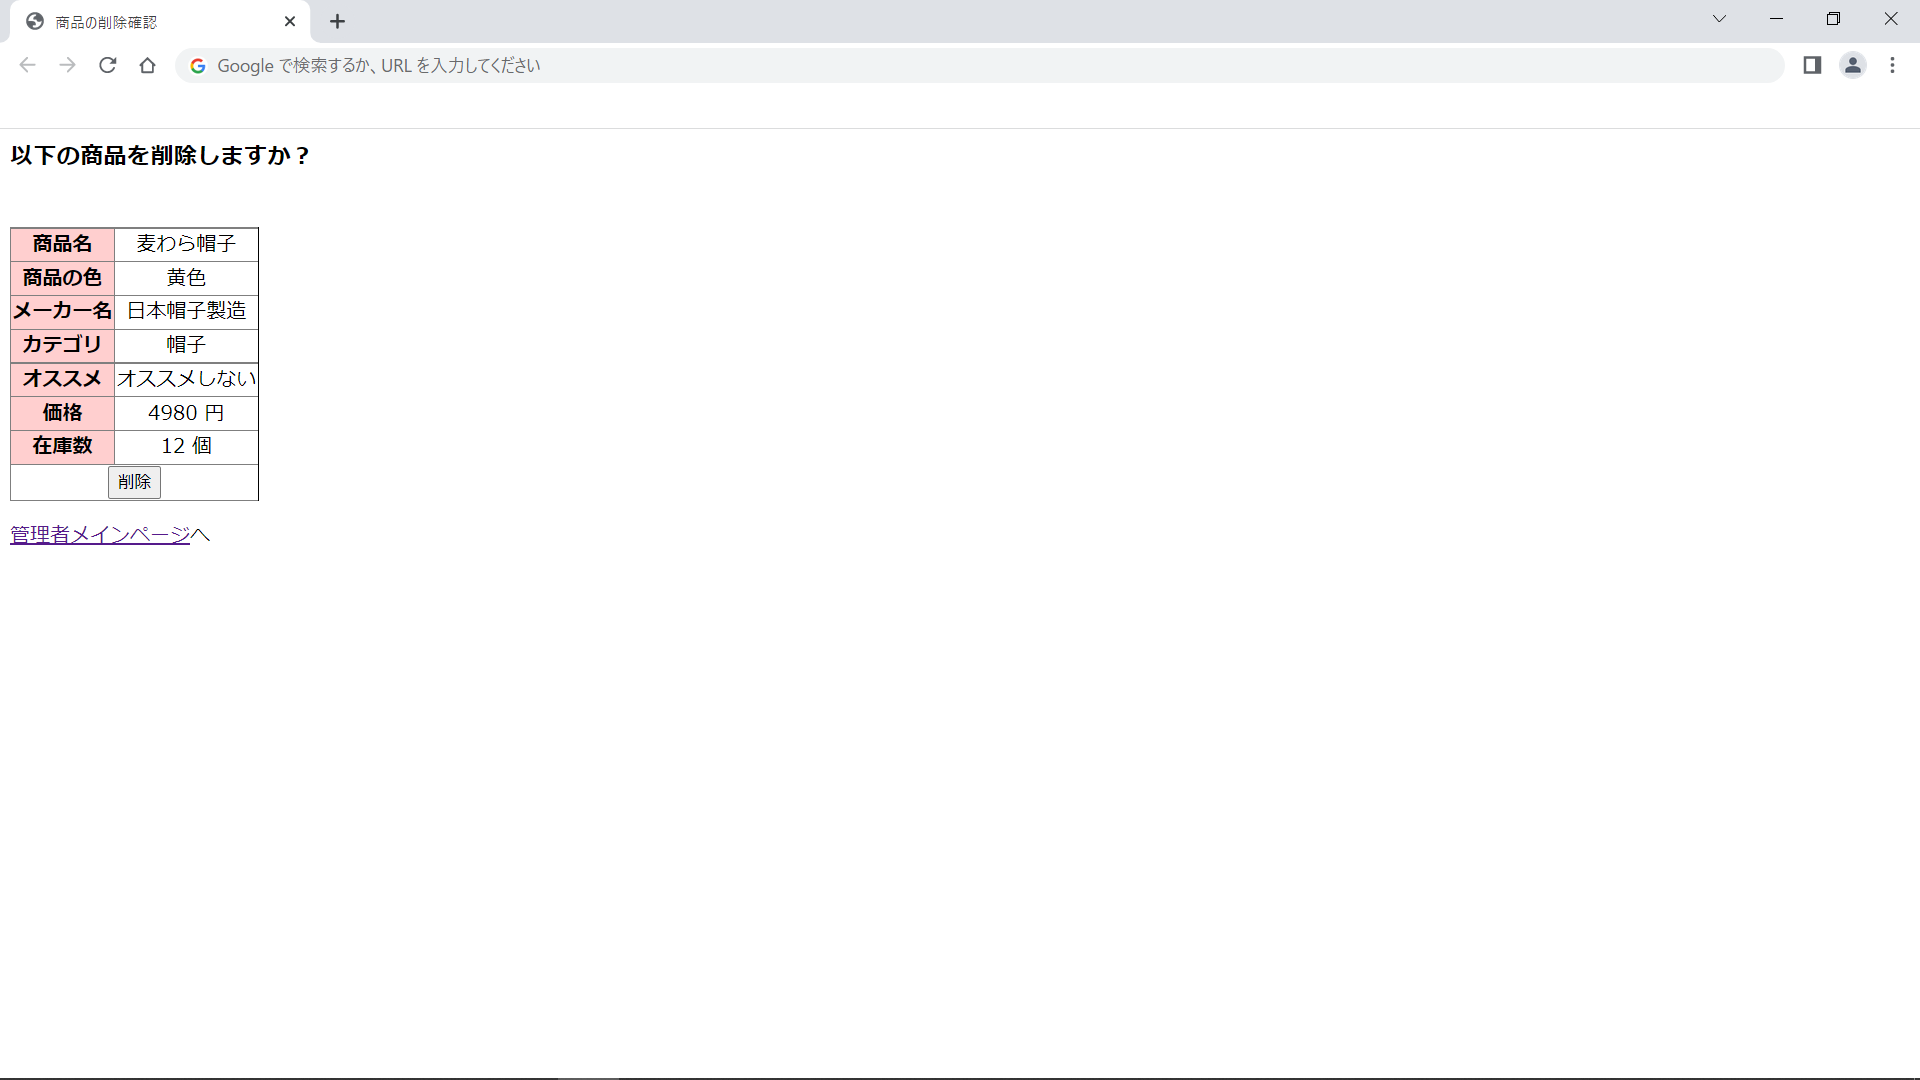 商品の削除確認
Google で検索するか、URL を入力してください
以下の商品を削除しますか？
商品名 麦わら帽子
商品の色 黄色
メーカー名 日本帽子製造
カテゴリ 帽子
オススメ オススメしない
価格 4980 円
在庫数 12 個
削除
管理者メインページへ